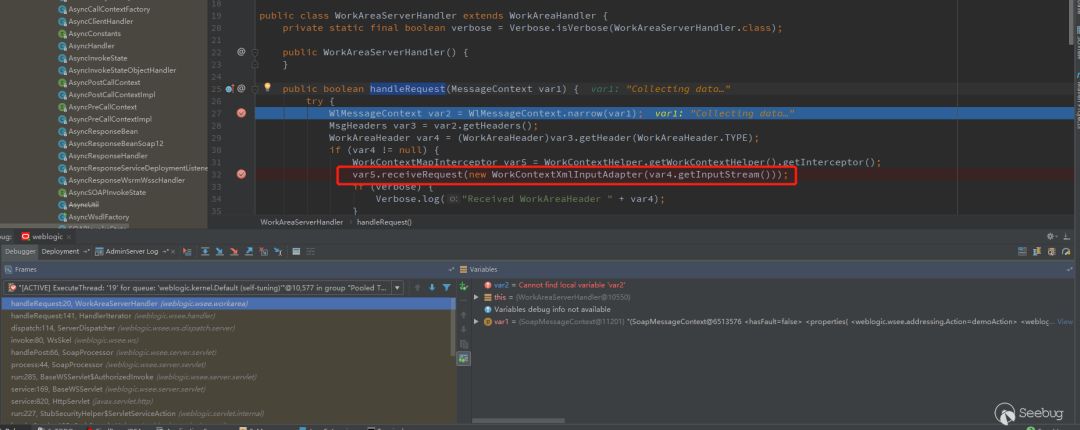 AsyncCallContextFactory
AsyncClientHandler
AsyncConstants
AsyncHandler
AsyncInvokeState
AsyncInvokeStateObjectHandler
AsyncPostCallContext
AsyncPostCallContextImpl
AsyncPreCallContext
AsyncPreCallContextImpl
AsyncResponseBean
AsyncResponseBeanSoap12
AsyncResponseHandler
AsyncResponseServiceDeploymentListene
AsyncResponseWsrmWsscHandler
AsyncSOAPInvokeState
AsyncUtil
AsyncWsdlFactory
18
19 public class WorkAreaServerHandler extends WorkAreaHandler {
20 private static final boolean verbose = Verbose.isVerbose(WorkAreaServerHandler.class);
21
22 @ public WorkAreaServerHandler() {
23 }
24
25 @ public boolean handleRequest(MessageContext var1) { var1: "Collecting data…"
26 try {
27 WlMessageContext var2 = WlMessageContext.narrow(var1); var1: "Collecting data…"
28 MsgHeaders var3 = var2.getHeaders();
29 WorkAreaHeader var4 = (WorkAreaHeader)var3.getHeader(WorkAreaHeader.TYPE);
30 if (var4 != null) {
31 WorkContextMapInterceptor var5 = WorkContextHelper.getWorkContextHelper().getInterceptor();
32 var5.receiveRequest(new WorkContextXmlInputAdapter(var4.getInputStream()));
33 if (verbose) {
34 Verbose.log( "Received WorkAreaHeader " + var4);
35 }
WorkAreaServerHandler › handleRequest()
bug: weblogic ×
Debugger Deployment AdminServer Log
Frames
"[ACTIVE] ExecuteThread: '19' for queue: 'weblogic.kernel.Default (self-tuning)'"@10,577 in group "Pooled T...
handleRequest:20, WorkAreaServerHandler (weblogic.wsee.workarea)
handleRequest:141, HandlerIterator (weblogic.wsee.handler)
dispatch:114, ServerDispatcher (weblogic.wsee.ws.dispatch.server)
invoke:80, WsSkel (weblogic.wsee.ws)
handlePost:66, SoapProcessor (weblogic.wsee.server.servlet)
process:44, SoapProcessor (weblogic.wsee.server.servlet)
run:285, BaseWSServlet$AuthorizedInvoke (weblogic.wsee.server.servlet)
service:169, BaseWSServlet (weblogic.wsee.server.servlet)
service:820, HttpServlet (javax.servlet.http)
run:227, StubSecurityHelper$ServletServiceAction (weblogic.servlet.internal)
Variables
var2 = Cannot find local variable 'var2'
this = (WorkAreaServerHandler@10550)
Variables debug info not available
var1 = (SoapMessageContext@11201) "(SoapMessageContext@6513576 <hasFault=false> <properties( <weblogic.wsee.addressing.Action=demoAction> <weblog... View
Seebug